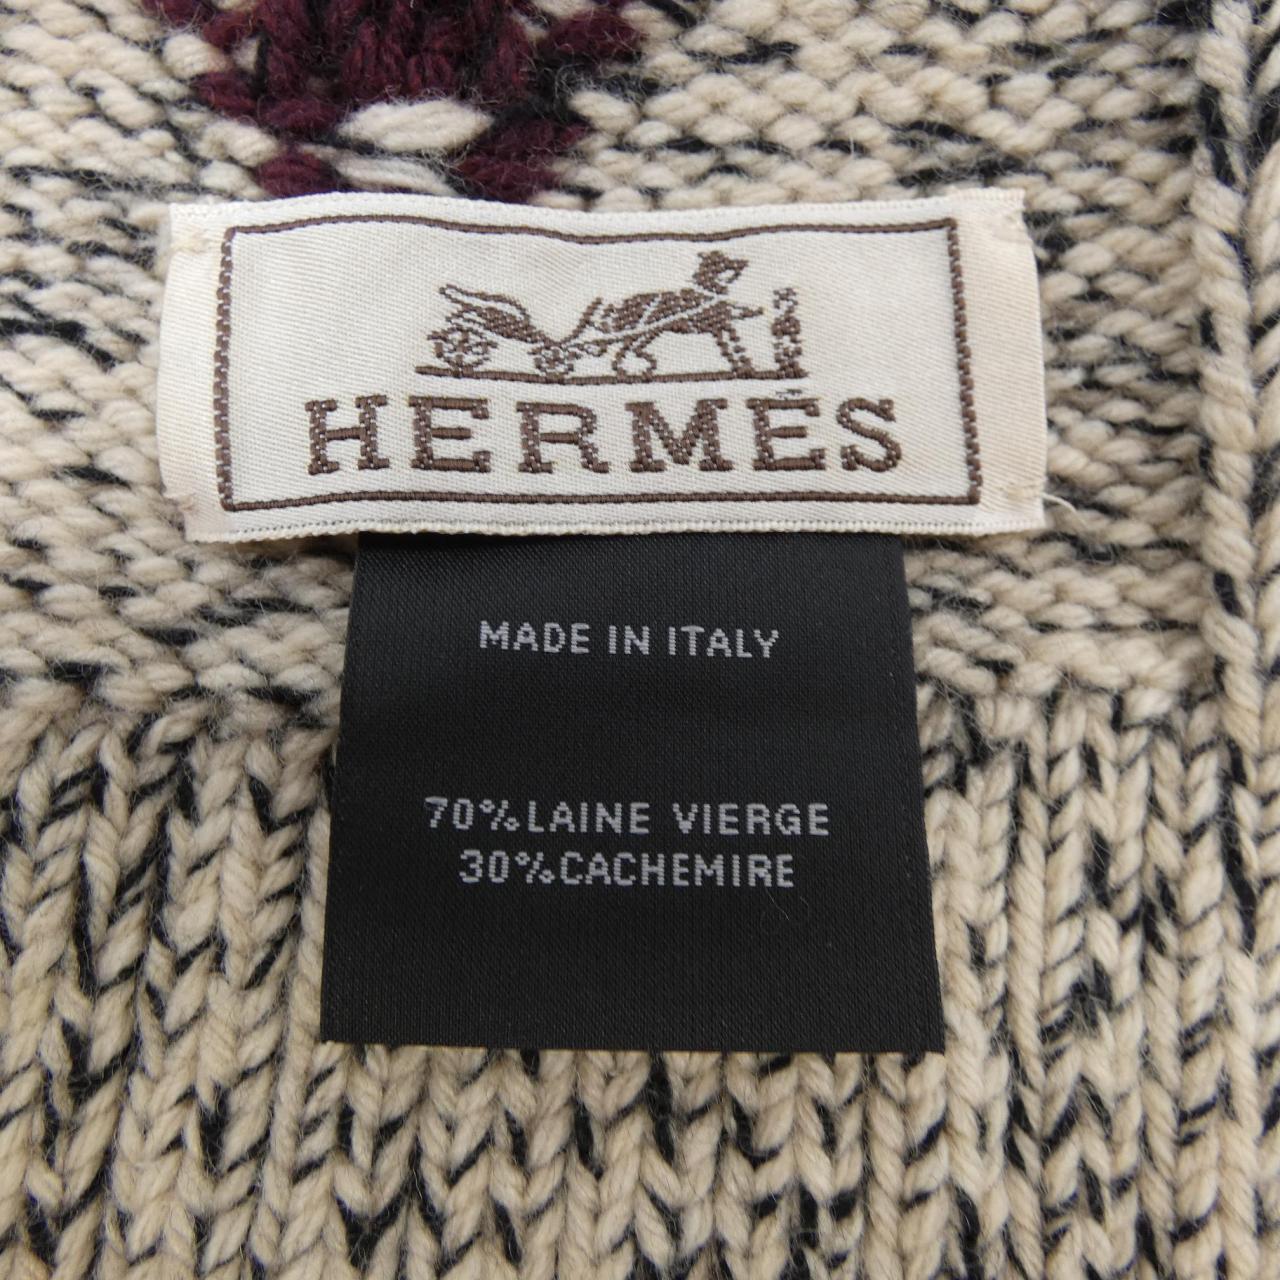 HERMÈS
MADE IN ITALY
70%LAINE VIERGE
30%CACHEMIRE